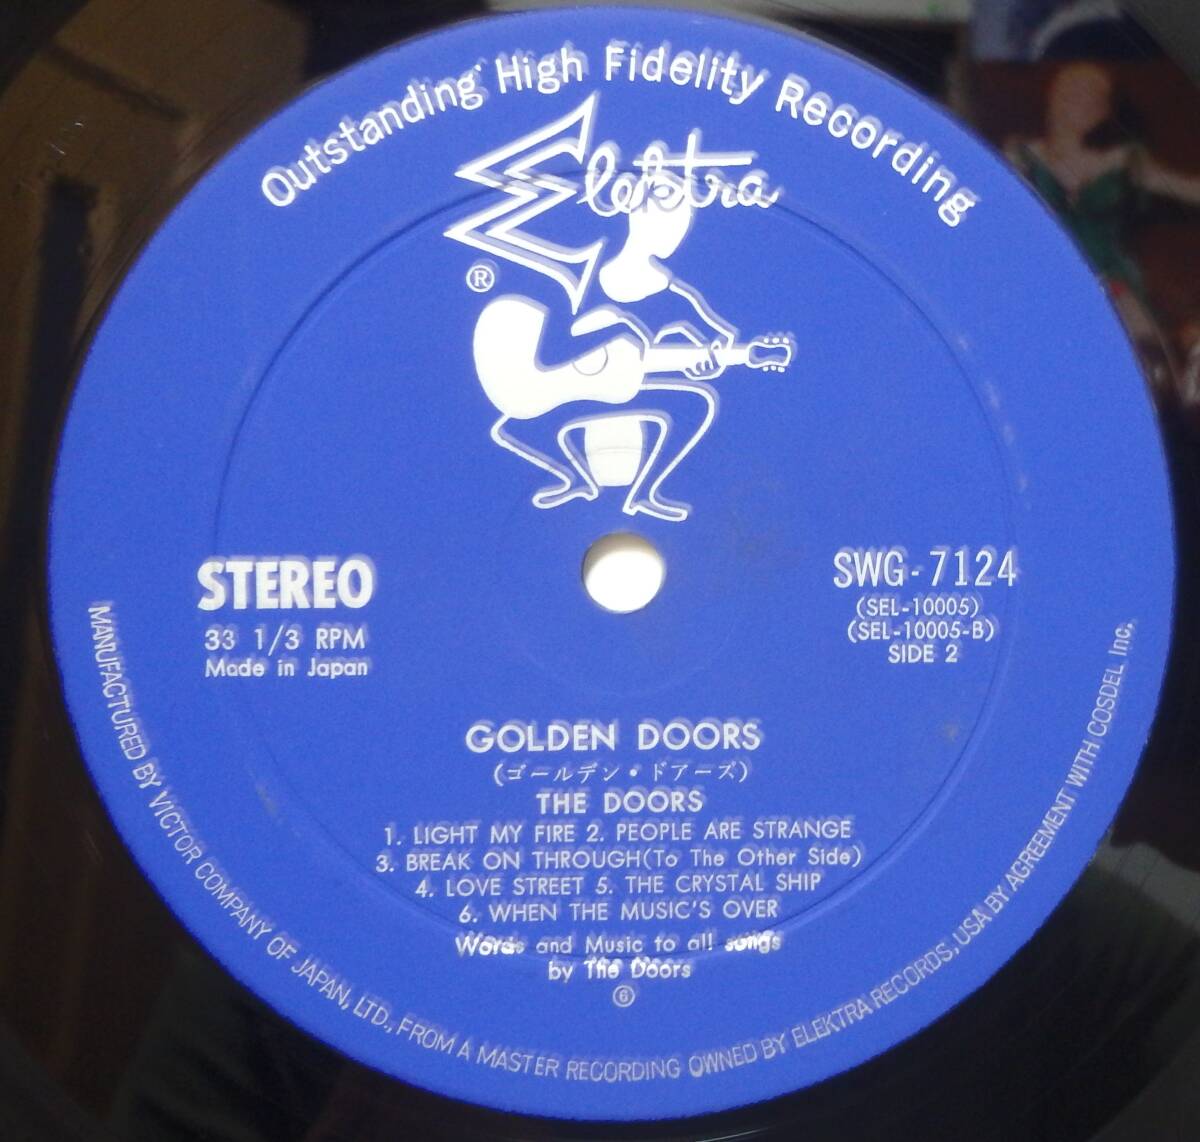 Outstanding High Fidelity Recording
Elektra
®
STEREO
33 1/3 RPM
Made in Japan
SWG-7124
(SEL-10005)
(SEL-10005-B)
SIDE 2
GOLDEN DOORS
(ゴールデン・ドアーズ)
THE DOORS
1. LIGHT MY FIRE 2. PEOPLE ARE STRANGE
3. BREAK ON THROUGH(To The Other Side)
4. LOVE STREET 5. THE CRYSTAL SHIP
6. WHEN THE MUSIC'S OVER
Words and Music to all songs
by The Doors
⑥
MANUFACTURED BY VICTOR COMPANY OF JAPAN, LTD., FROM A MASTER RECORDING OWNED BY ELEKTRA RECORDS, USA BY AGREEMENT WITH COSDEL Inc.